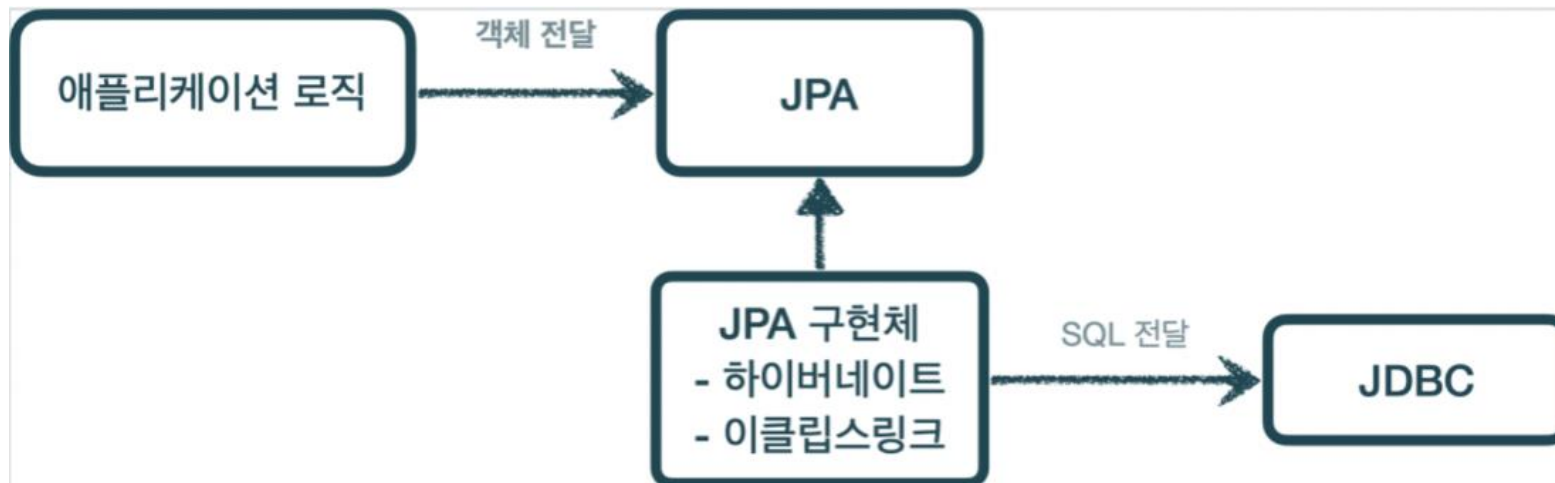 애플리케이션 로직
객체 전달
JPA
JPA 구현체
- 하이버네이트
- 이클립스링크
SQL 전달
JDBC